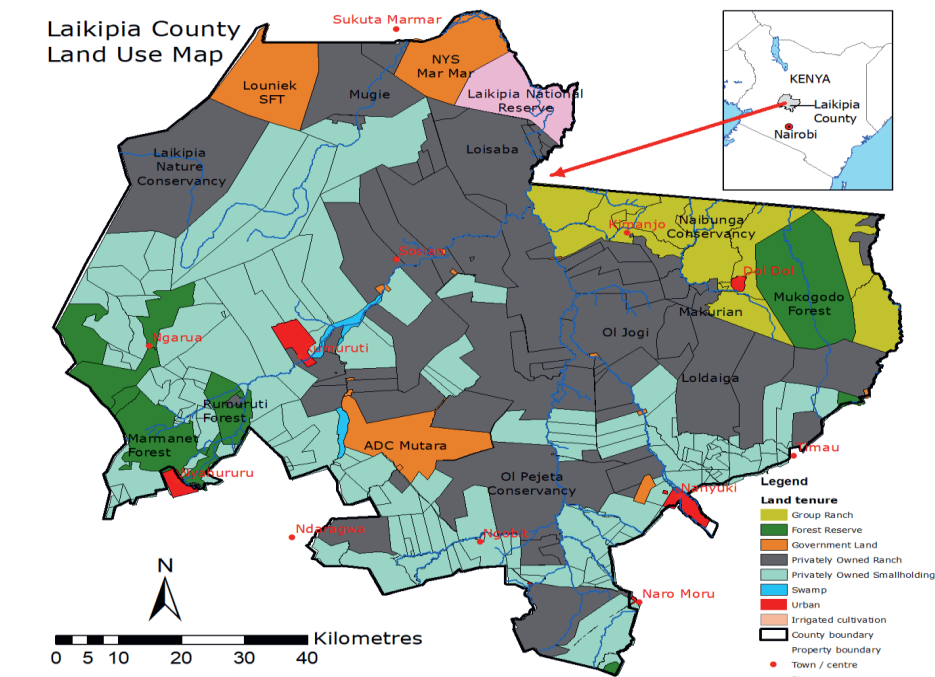 Laikipia County
Land Use Map
Sukuta Marmar
NYS
Mar Mar
Louniek
SFT
Mugie
Laikipia National
Reserve
Loisaba
Laikipia
Nature
Conservancy
KENYA
Laikipia
County
Nairobi
Kimanjo
Naibunga
Conservancy
Dol Dol
Mukogodo
Forest
Makurian
Ol Jogi
Loldaiga
Ngarua
Rumuruti
Forest
Marmanet
Forest
ADC Mutara
Ol Pejeta
Conservancy
Timau
Nanyuki
Ndaragwa
Ngobit
Naro Moru
N
Kilometres
0 5 10 20 30 40
Legend
Land tenure
Group Ranch
Forest Reserve
Government Land
Privately Owned Ranch
Privately Owned Smallholding
Swamp
Urban
Irrigated cultivation
County boundary
Property boundary
Town / centre